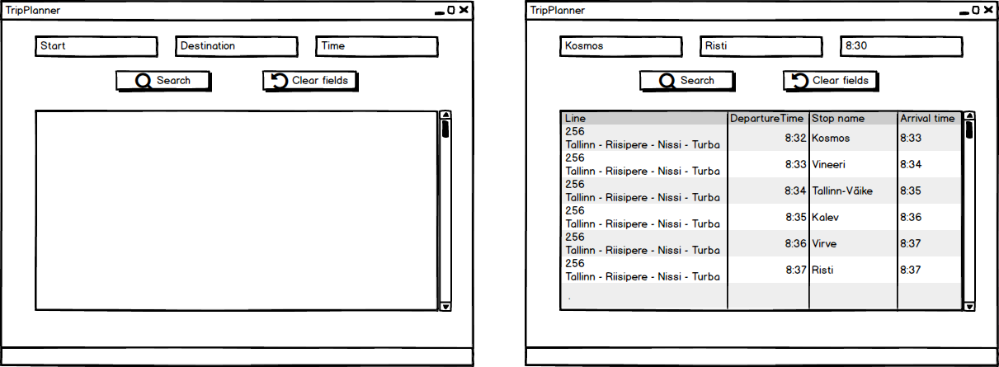 TripPlanner
Start Destination Time
Search Clear fields
TripPlanner
Kosmos Risti 8:30
Search Clear fields
Line DepartureTime Stop name Arrival time
256
Tallinn - Riisipere - Nissi - Turba 8:32 Kosmos 8:33
256
Tallinn - Riisipere - Nissi - Turba 8:33 Vineeri 8:34
256
Tallinn - Riisipere - Nissi - Turba 8:34 Tallinn-Väike 8:35
256
Tallinn - Riisipere - Nissi - Turba 8:35 Kalev 8:36
256
Tallinn - Riisipere - Nissi - Turba 8:36 Virve 8:37
256
Tallinn - Riisipere - Nissi - Turba 8:37 Risti 8:37
.